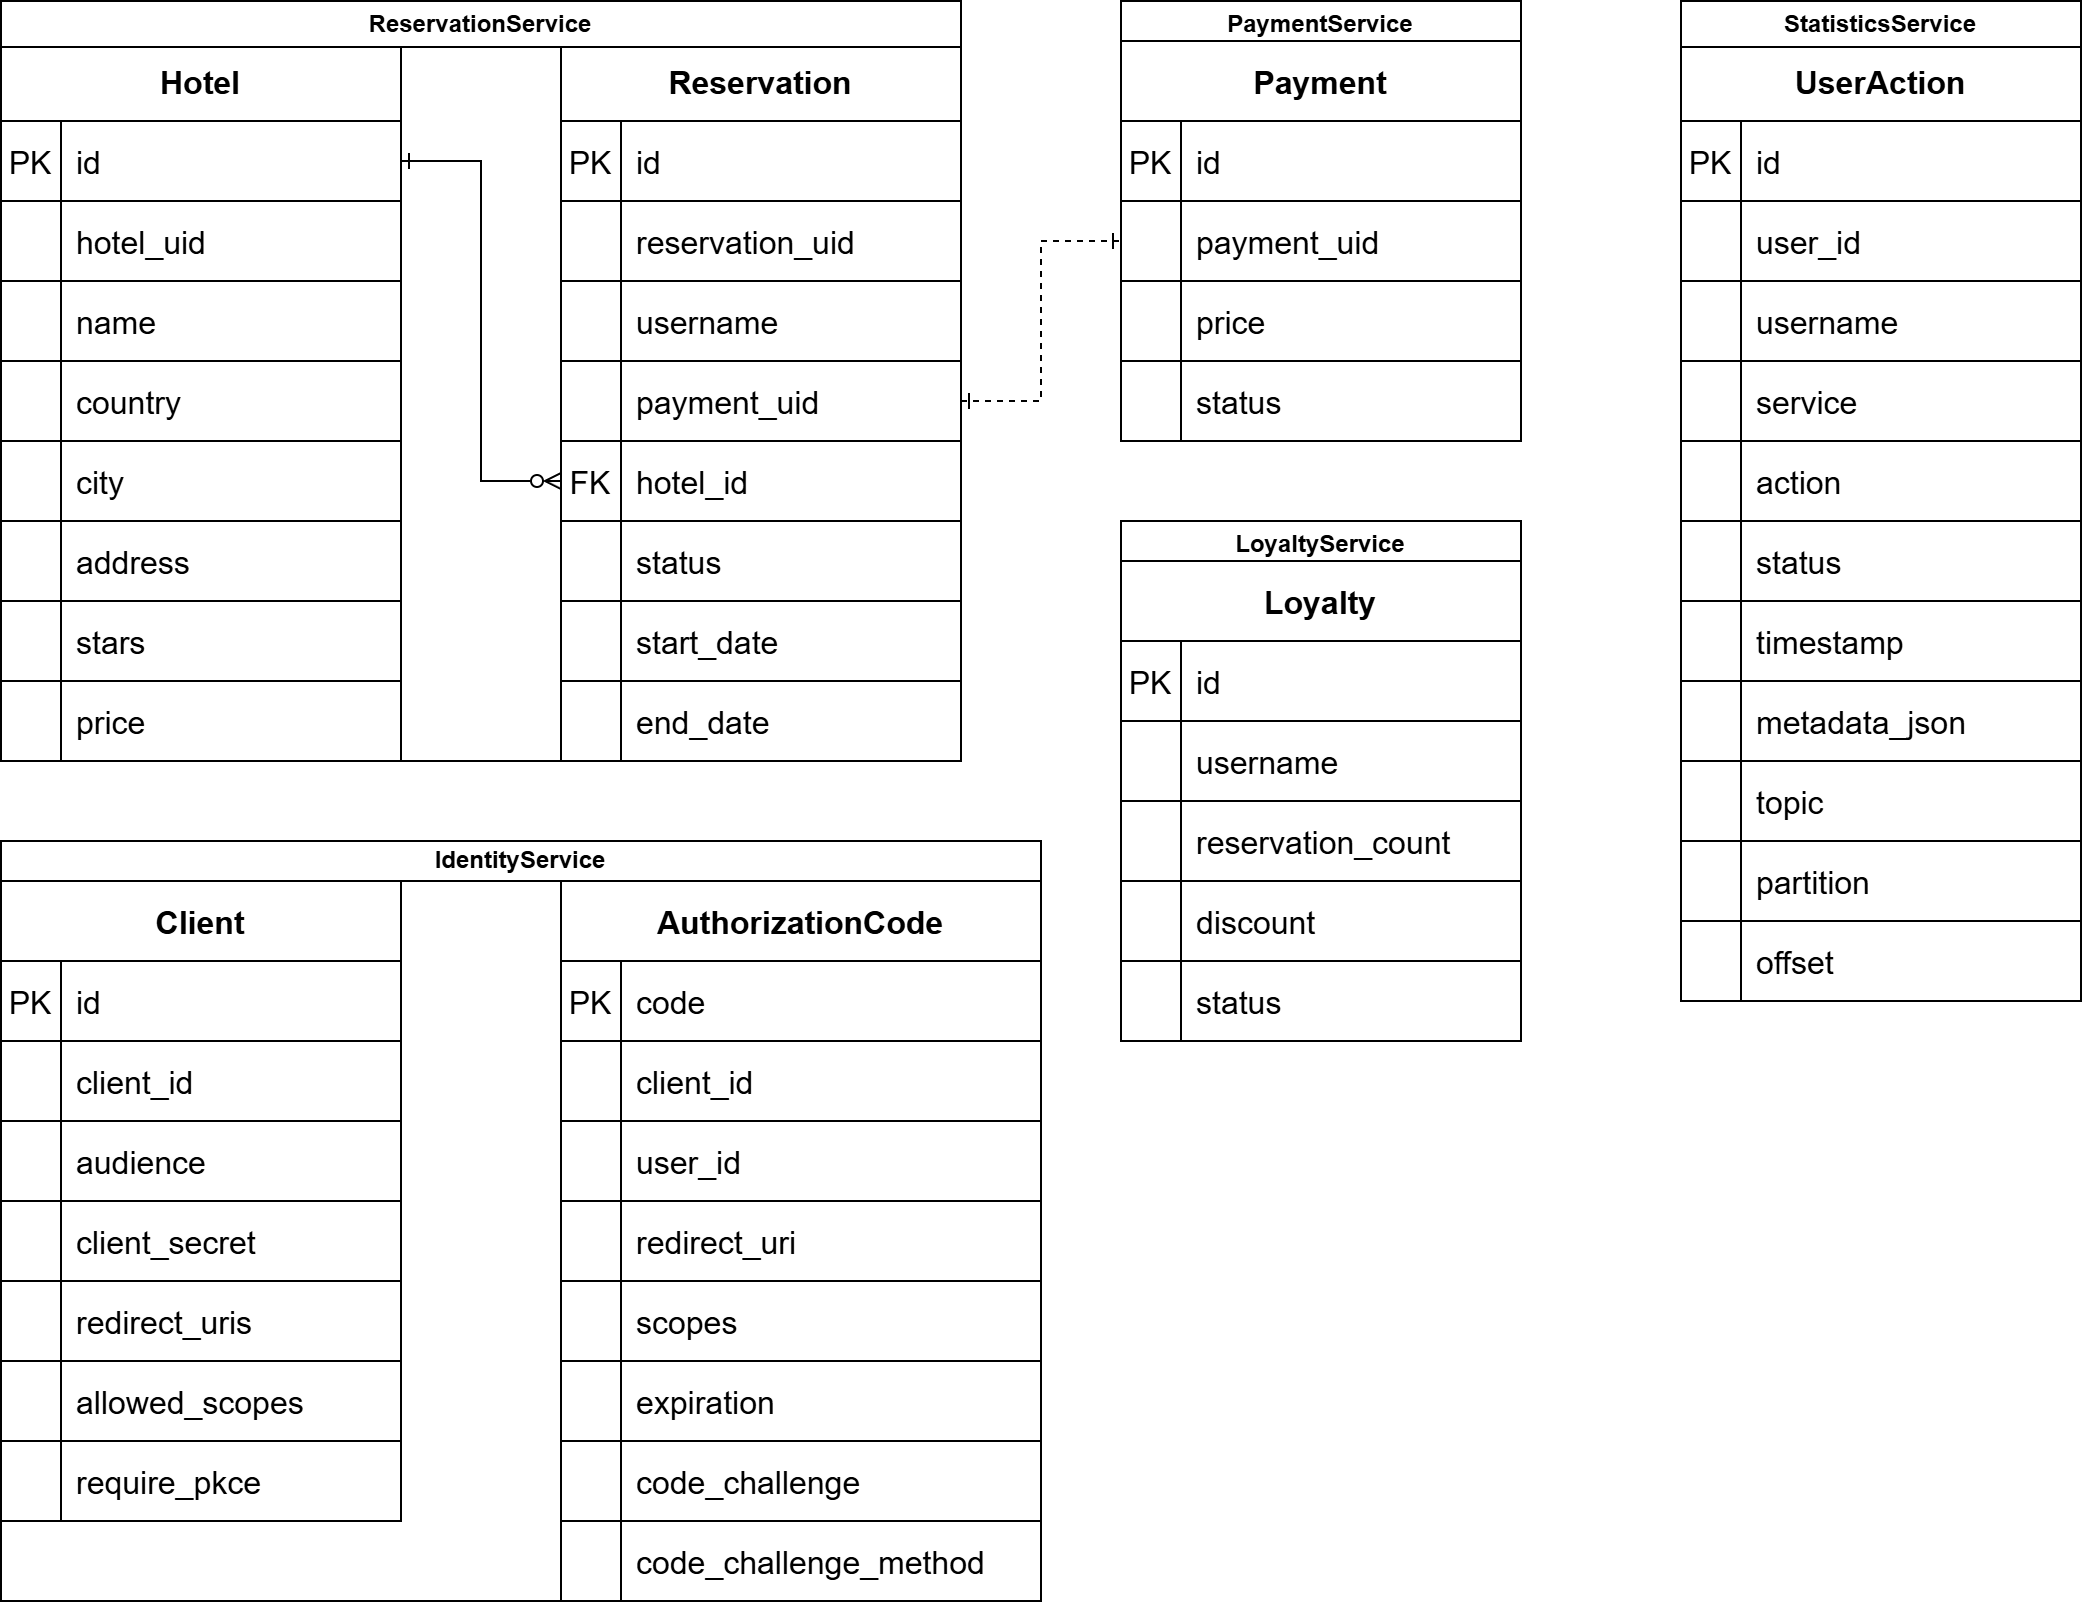 ReservationService
Hotel
PK id
hotel_uid
name
country
city
address
stars
price
Reservation
PK id
reservation_uid
username
payment_uid
FK hotel_id
status
start_date
end_date
PaymentService
Payment
PK id
payment_uid
price
status
LoyaltyService
Loyalty
PK id
username
reservation_count
discount
status
StatisticsService
UserAction
PK id
user_id
username
service
action
status
timestamp
metadata_json
topic
partition
offset
IdentityService
Client
PK id
client_id
audience
client_secret
redirect_uris
allowed_scopes
require_pkce
AuthorizationCode
PK code
client_id
user_id
redirect_uri
scopes
expiration
code_challenge
code_challenge_method